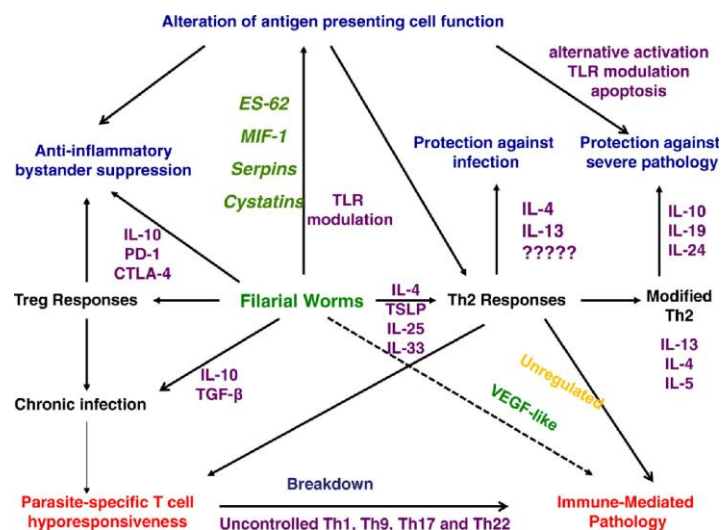 Alteration of antigen presenting cell function
alternative activation
TLR modulation
apoptosis
ES-62
MIF-1
Serpins
Cystatins
Anti-inflammatory
bystander suppression
Protection against
infection
Protection against
severe pathology
TLR
modulation
IL-10
PD-1
CTLA-4
IL-4
IL-13
?????
IL-10
IL-19
IL-24
Treg Responses
Filarial Worms
IL-4
TSLP
IL-25
IL-33
Th2 Responses
Modified
Th2
IL-13
IL-4
IL-5
IL-10
TGF-β
Chronic infection
Unregulated
VEGF-like
Parasite-specific T cell
hyporesponsiveness
Breakdown
Uncontrolled Th1, Th9, Th17 and Th22
Immune-Mediated
Pathology